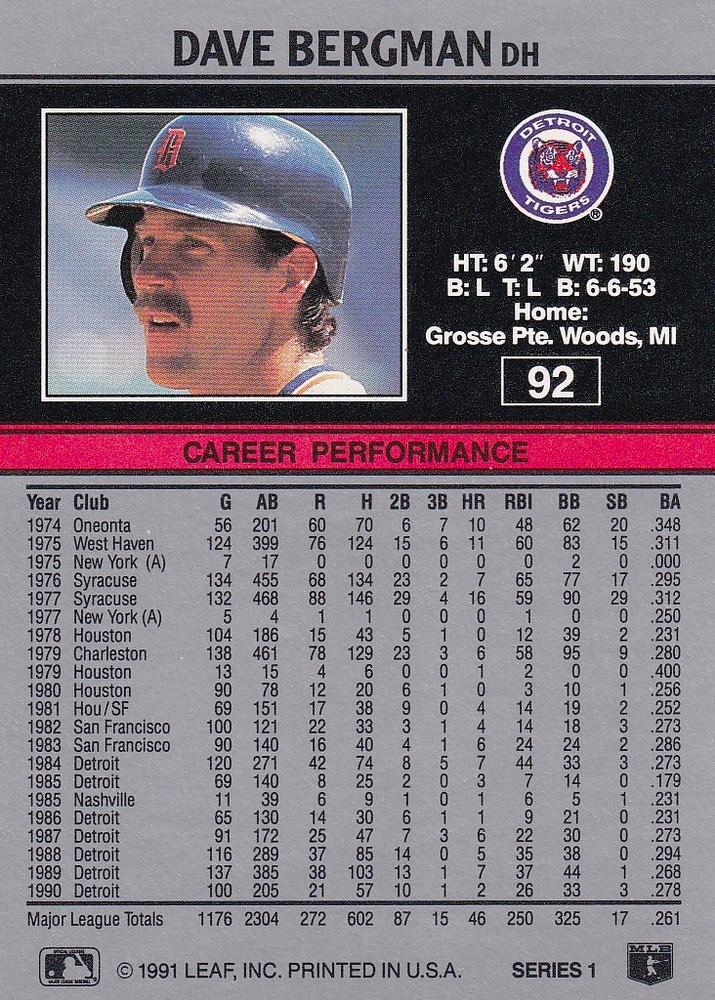 DAVE BERGMAN DH
DETROIT
TIGERS
®
HT: 6'2" WT: 190
B: L T: L B: 6-6-53
Home:
Grosse Pte. Woods, MI
92
CAREER PERFORMANCE
Year Club G AB R H 2B 3B HR RBI BB SB BA
1974 Oneonta 56 201 60 70 6 7 10 48 62 20 .348
1975 West Haven 124 399 76 124 15 6 11 60 83 15 .311
1975 New York (A) 7 17 0 0 0 0 0 0 2 0 .000
1976 Syracuse 134 455 68 134 23 2 7 65 77 17 .295
1977 Syracuse 132 468 88 146 29 4 16 59 90 29 .312
1977 New York (A) 5 4 1 1 0 0 0 1 0 0 .250
1978 Houston 104 186 15 43 5 1 0 12 39 2 .231
1979 Charleston 138 461 78 129 23 3 6 58 95 9 .280
1979 Houston 13 15 4 6 0 0 1 2 0 0 .400
1980 Houston 90 78 12 20 6 1 0 3 10 1 .256
1981 Hou/SF 69 151 17 38 9 0 4 14 19 2 .252
1982 San Francisco 100 121 22 33 3 1 4 14 18 3 .273
1983 San Francisco 90 140 16 40 4 1 6 24 24 2 .286
1984 Detroit 120 271 42 74 8 5 7 44 33 3 .273
1985 Detroit 69 140 8 25 2 0 3 7 14 0 .179
1985 Nashville 11 39 6 9 1 0 1 6 5 1 .231
1986 Detroit 65 130 14 30 6 1 1 9 21 0 .231
1987 Detroit 91 172 25 47 7 3 6 22 30 0 .273
1988 Detroit 116 289 37 85 14 0 5 35 38 0 .294
1989 Detroit 137 385 38 103 13 1 7 37 44 1 .268
1990 Detroit 100 205 21 57 10 1 2 26 33 3 .278
Major League Totals 1176 2304 272 602 87 15 46 250 325 17 .261
© 1991 LEAF, INC. PRINTED IN U.S.A. SERIES 1
MLB